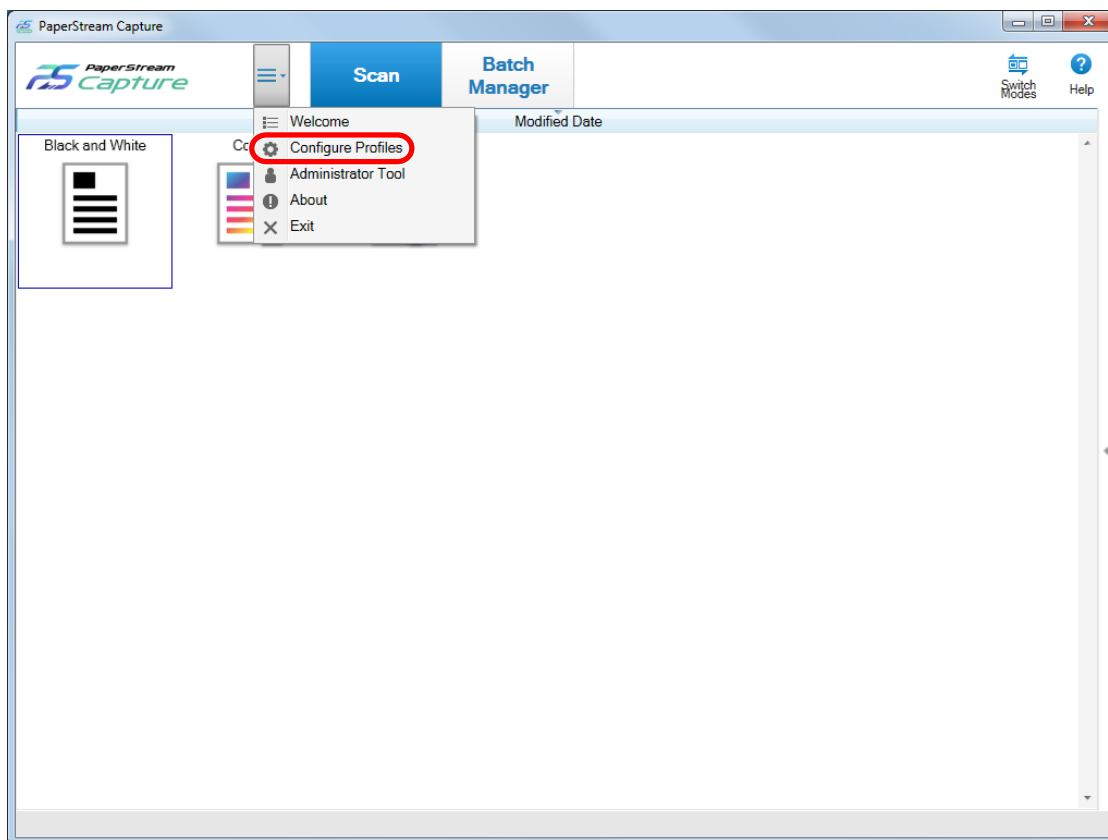 PaperStream Capture
PaperStream
Capture
Scan
Batch
Manager
Switch
Modes
Help
Modified Date
Welcome
Configure Profiles
Administrator Tool
About
Exit
Black and White